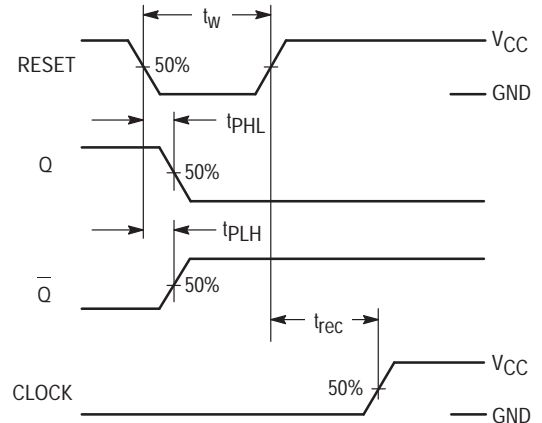 tw
VCC
RESET
50%
GND
tPHL
Q
50%
tPLH
Q̅
50%
trec
VCC
CLOCK
50%
GND